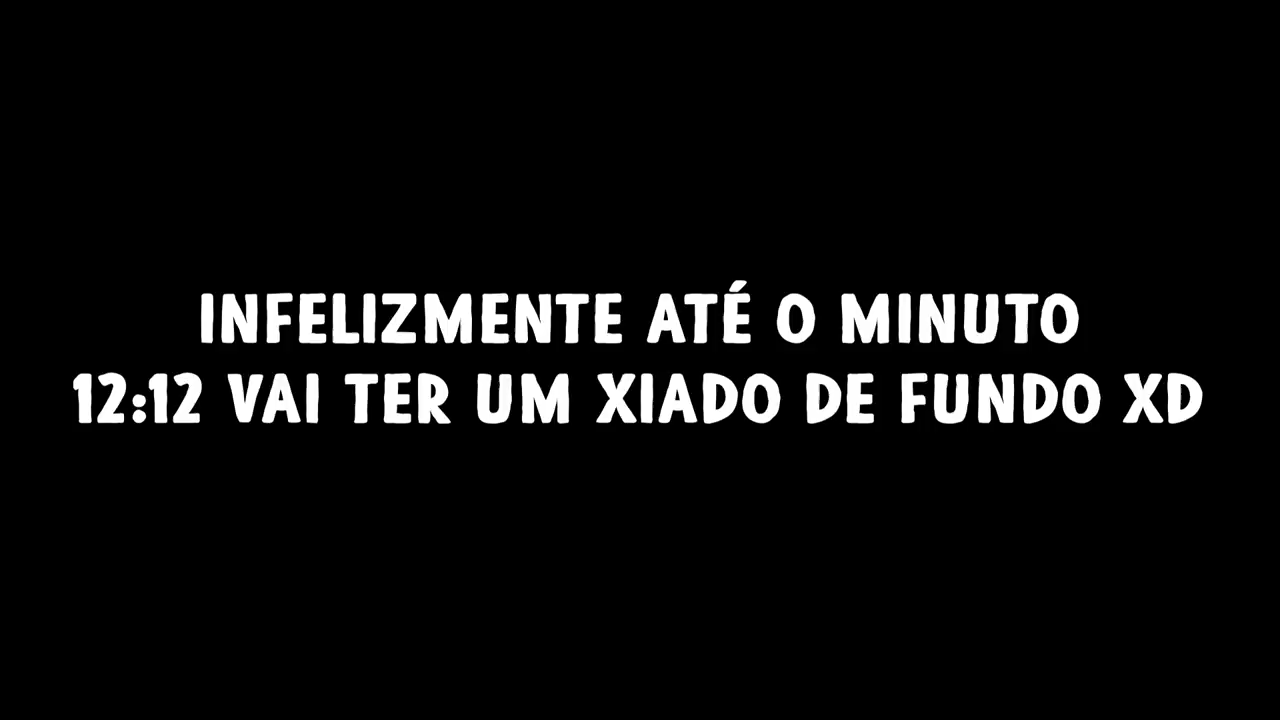 INFELIZMENTE ATÉ O MINUTO
12:12 VAI TER UM XIADO DE FUNDO XD